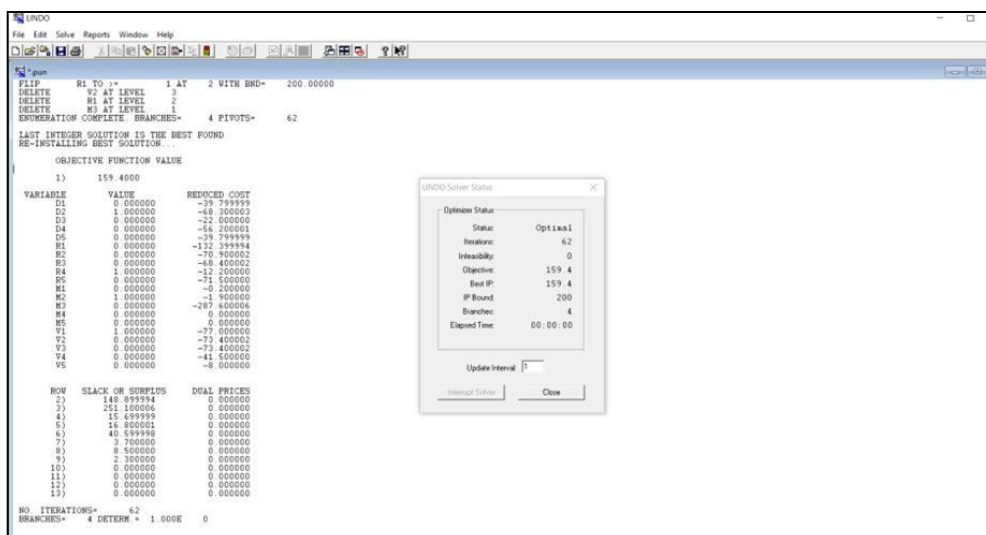 LINDO
File Edit Solve Reports Window Help
*.pun
FLIP R1 TO >= 1 AT 2 WITH BND= 200.00000
DELETE V2 AT LEVEL 3
DELETE R1 AT LEVEL 2
DELETE M3 AT LEVEL 1
ENUMERATION COMPLETE. BRANCHES= 4 PIVOTS= 62
LAST INTEGER SOLUTION IS THE BEST FOUND
RE-INSTALLING BEST SOLUTION...
OBJECTIVE FUNCTION VALUE
1) 159.4000
VARIABLE VALUE REDUCED COST
D1 0.000000 -39.799999
D2 1.000000 -68.300003
D3 0.000000 -22.000000
D4 0.000000 -56.200001
D5 0.000000 -39.799999
R1 0.000000 -132.399994
R2 0.000000 -70.900002
R3 0.000000 -68.400002
R4 1.000000 -12.200000
R5 0.000000 -71.500000
M1 0.000000 -0.200000
M2 1.000000 -1.900000
M3 0.000000 -287.600006
M4 0.000000 0.000000
M5 0.000000 0.000000
V1 1.000000 -77.000000
V2 0.000000 -73.400002
V3 0.000000 -73.400002
V4 0.000000 -41.500000
V5 0.000000 -8.000000
ROW SLACK OR SURPLUS DUAL PRICES
2) 148.899994 0.000000
3) 251.100006 0.000000
4) 15.699999 0.000000
5) 16.800001 0.000000
6) 40.599998 0.000000
7) 3.700000 0.000000
8) 8.500000 0.000000
9) 2.300000 0.000000
10) 0.000000 0.000000
11) 0.000000 0.000000
12) 0.000000 0.000000
13) 0.000000 0.000000
NO. ITERATIONS= 62
BRANCHES= 4 DETERM.= 1.000E 0
LINDO Solver Status
Optimizer Status
Status: Optimal
Iterations: 62
Infeasibility: 0
Objective: 159.4
Best IP: 159.4
IP Bound: 200
Branches: 4
Elapsed Time: 00:00:00
Update Interval: 1
Interrupt Solver
Close